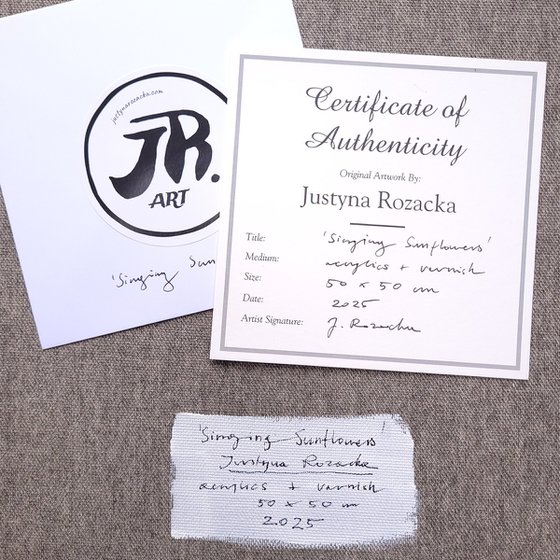 justynarozacka.com
JR.
ART
'Singing Sun
Certificate of
Authenticity
Original Artwork By:
Justyna Rozacka
Title: 'Singing Sunflowers'
Medium: acrylics + varnish
Size: 50 x 50 cm
Date: 2025
Artist Signature: J. Rozacka
'Singing Sunflowers'
Justyna Rozacka
acrylics + varnish
50 x 50 cm
2025